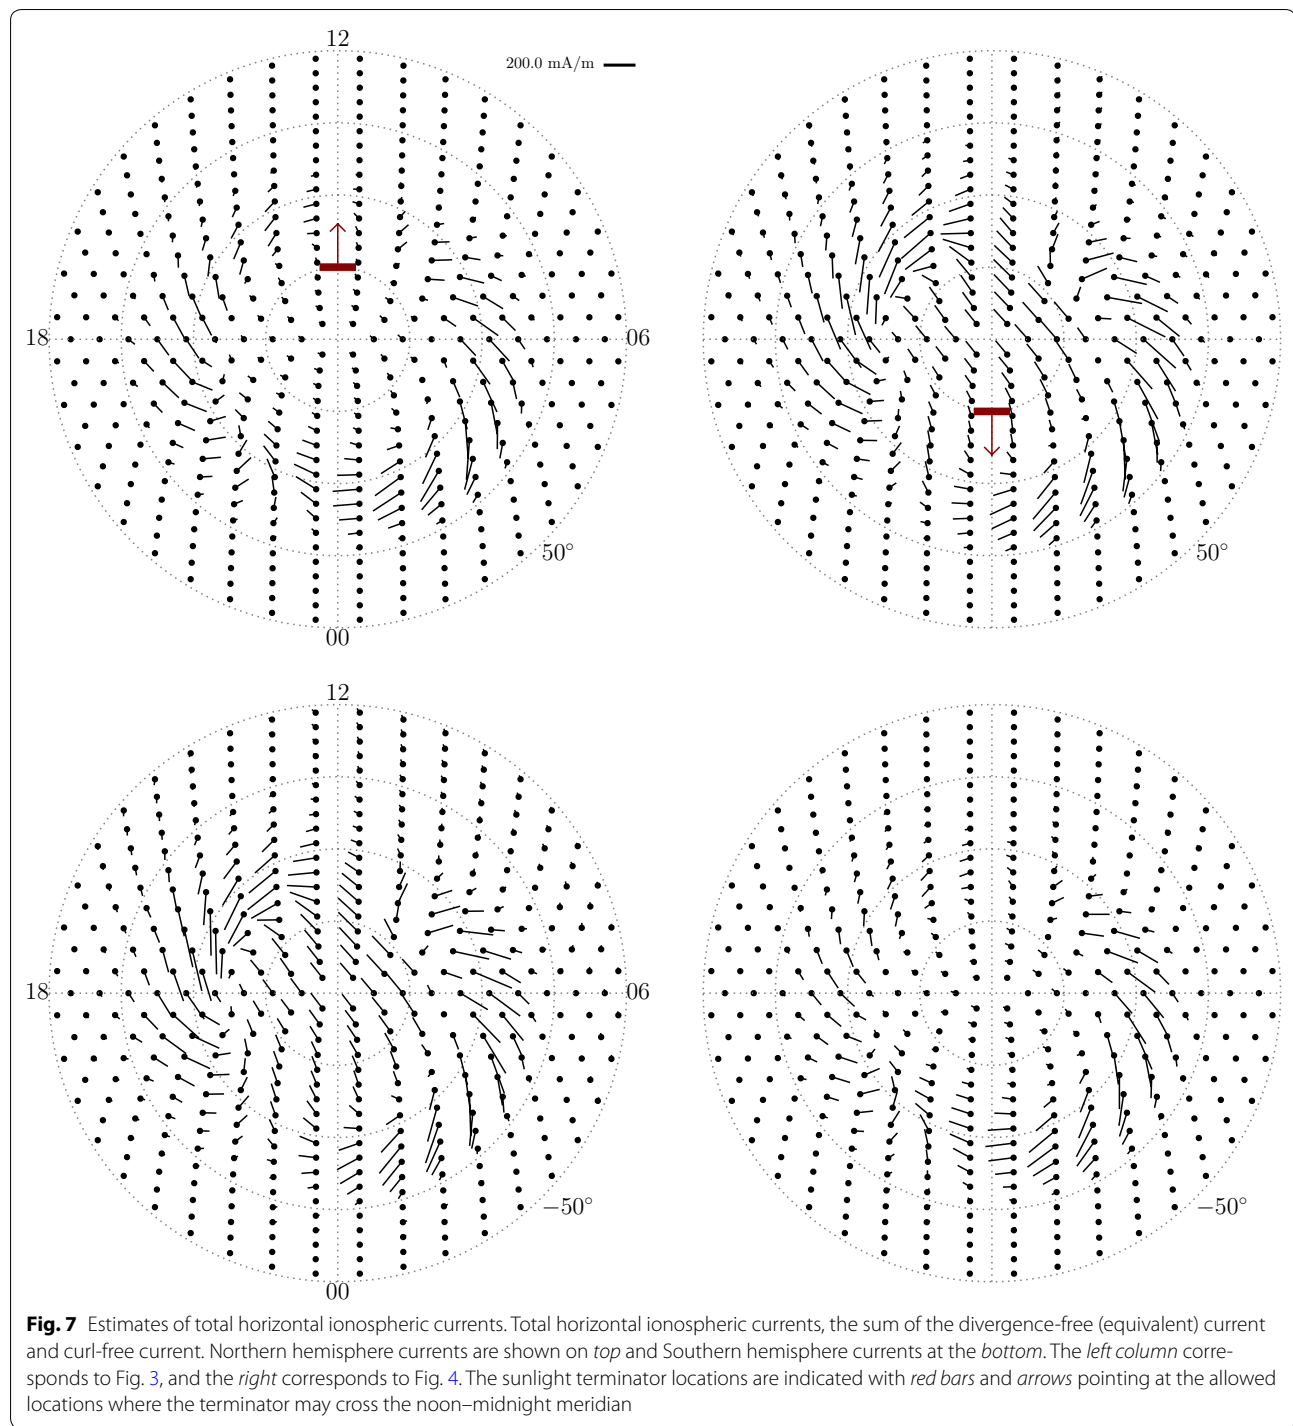 12
200.0 mA/m
18
06
06
50°
50°
00
12
18
06
−50°
−50°
00
Fig. 7 Estimates of total horizontal ionospheric currents. Total horizontal ionospheric currents, the sum of the divergence-free (equivalent) current
and curl-free current. Northern hemisphere currents are shown on top and Southern hemisphere currents at the bottom. The left column corre-
sponds to Fig. 3, and the right corresponds to Fig. 4. The sunlight terminator locations are indicated with red bars and arrows pointing at the allowed
locations where the terminator may cross the noon–midnight meridian